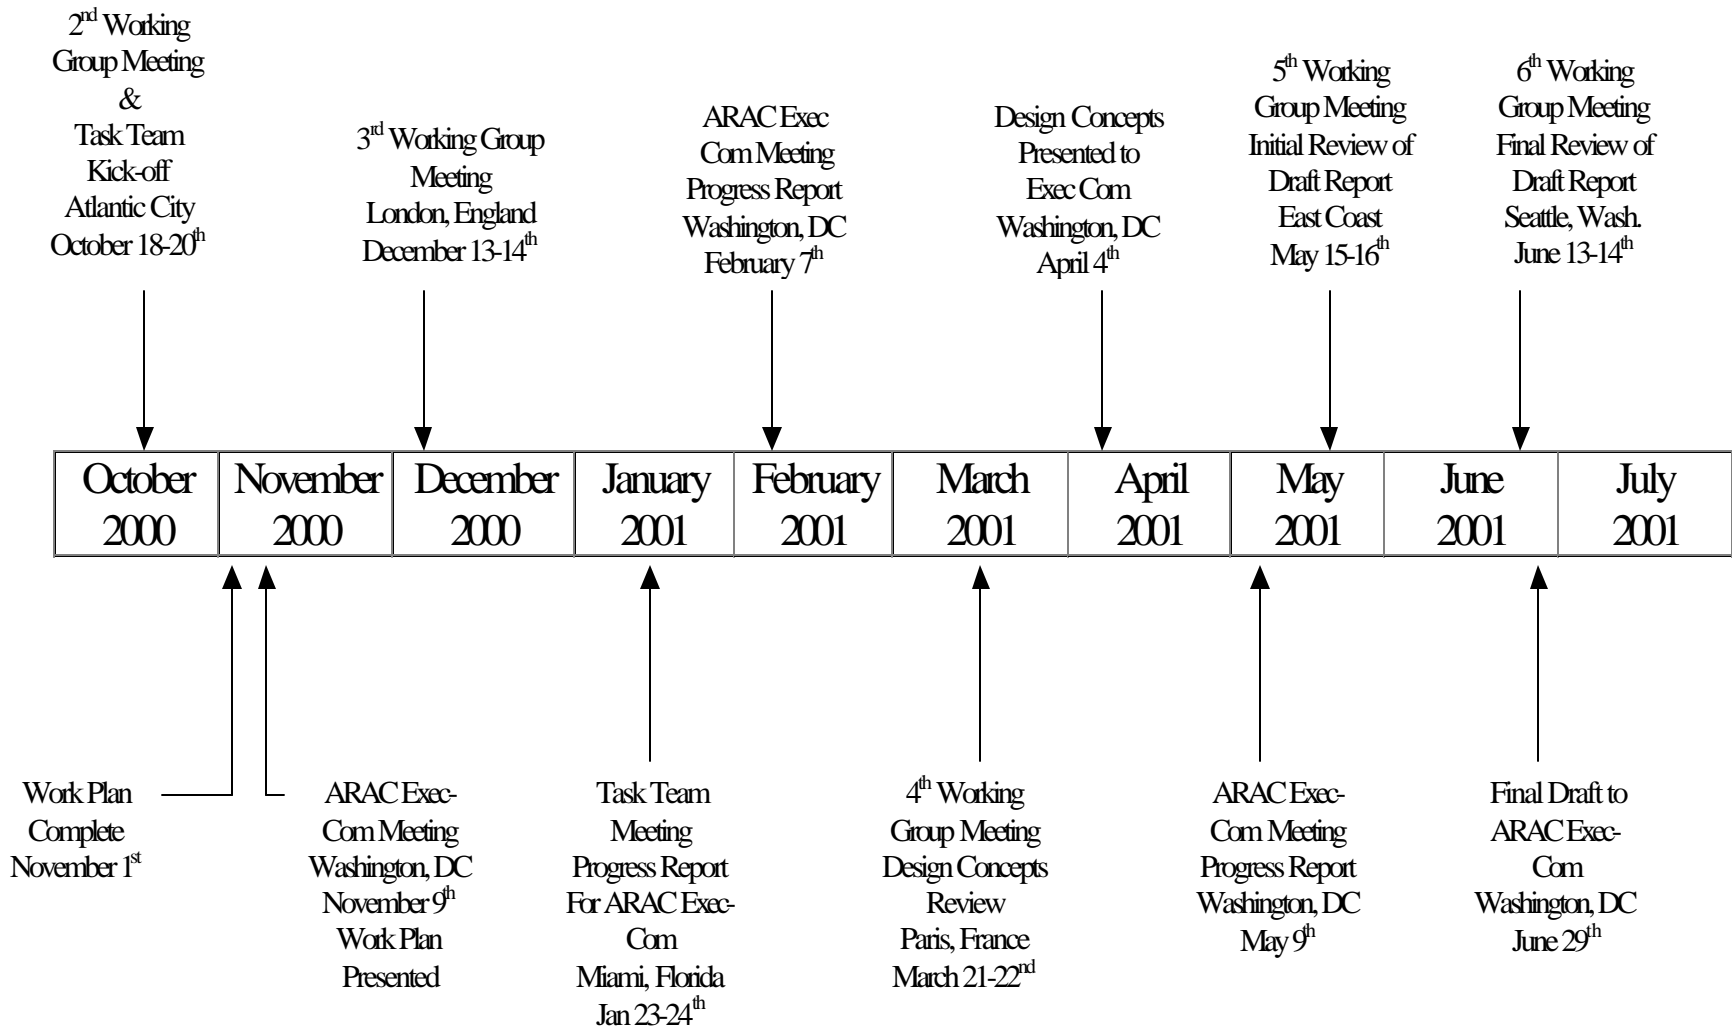 2nd Working
Group Meeting
&
Task Team
Kick-off
Atlantic City
October 18-20th
3rd Working Group
Meeting
London, England
December 13-14th
ARAC Exec
Com Meeting
Progress Report
Washington, DC
February 7th
Design Concepts
Presented to
Exec Com
Washington, DC
April 4th
5th Working
Group Meeting
Initial Review of
Draft Report
East Coast
May 15-16th
6th Working
Group Meeting
Final Review of
Draft Report
Seattle, Wash.
June 13-14th
October
2000
November
2000
December
2000
January
2001
February
2001
March
2001
April
2001
May
2001
June
2001
July
2001
Work Plan
Complete
November 1st
ARAC Exec-
Com Meeting
Washington, DC
November 9th
Work Plan
Presented
Task Team
Meeting
Progress Report
For ARAC Exec-
Com
Miami, Florida
Jan 23-24th
4th Working
Group Meeting
Design Concepts
Review
Paris, France
March 21-22nd
ARAC Exec-
Com Meeting
Progress Report
Washington, DC
May 9th
Final Draft to
ARAC Exec-
Com
Washington, DC
June 29th